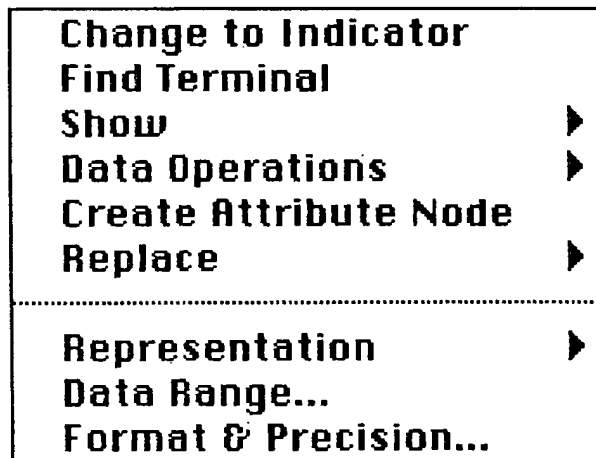 Change to Indicator
Find Terminal
Show
Data Operations
Create Attribute Node
Replace
Representation
Data Range...
Format & Precision...